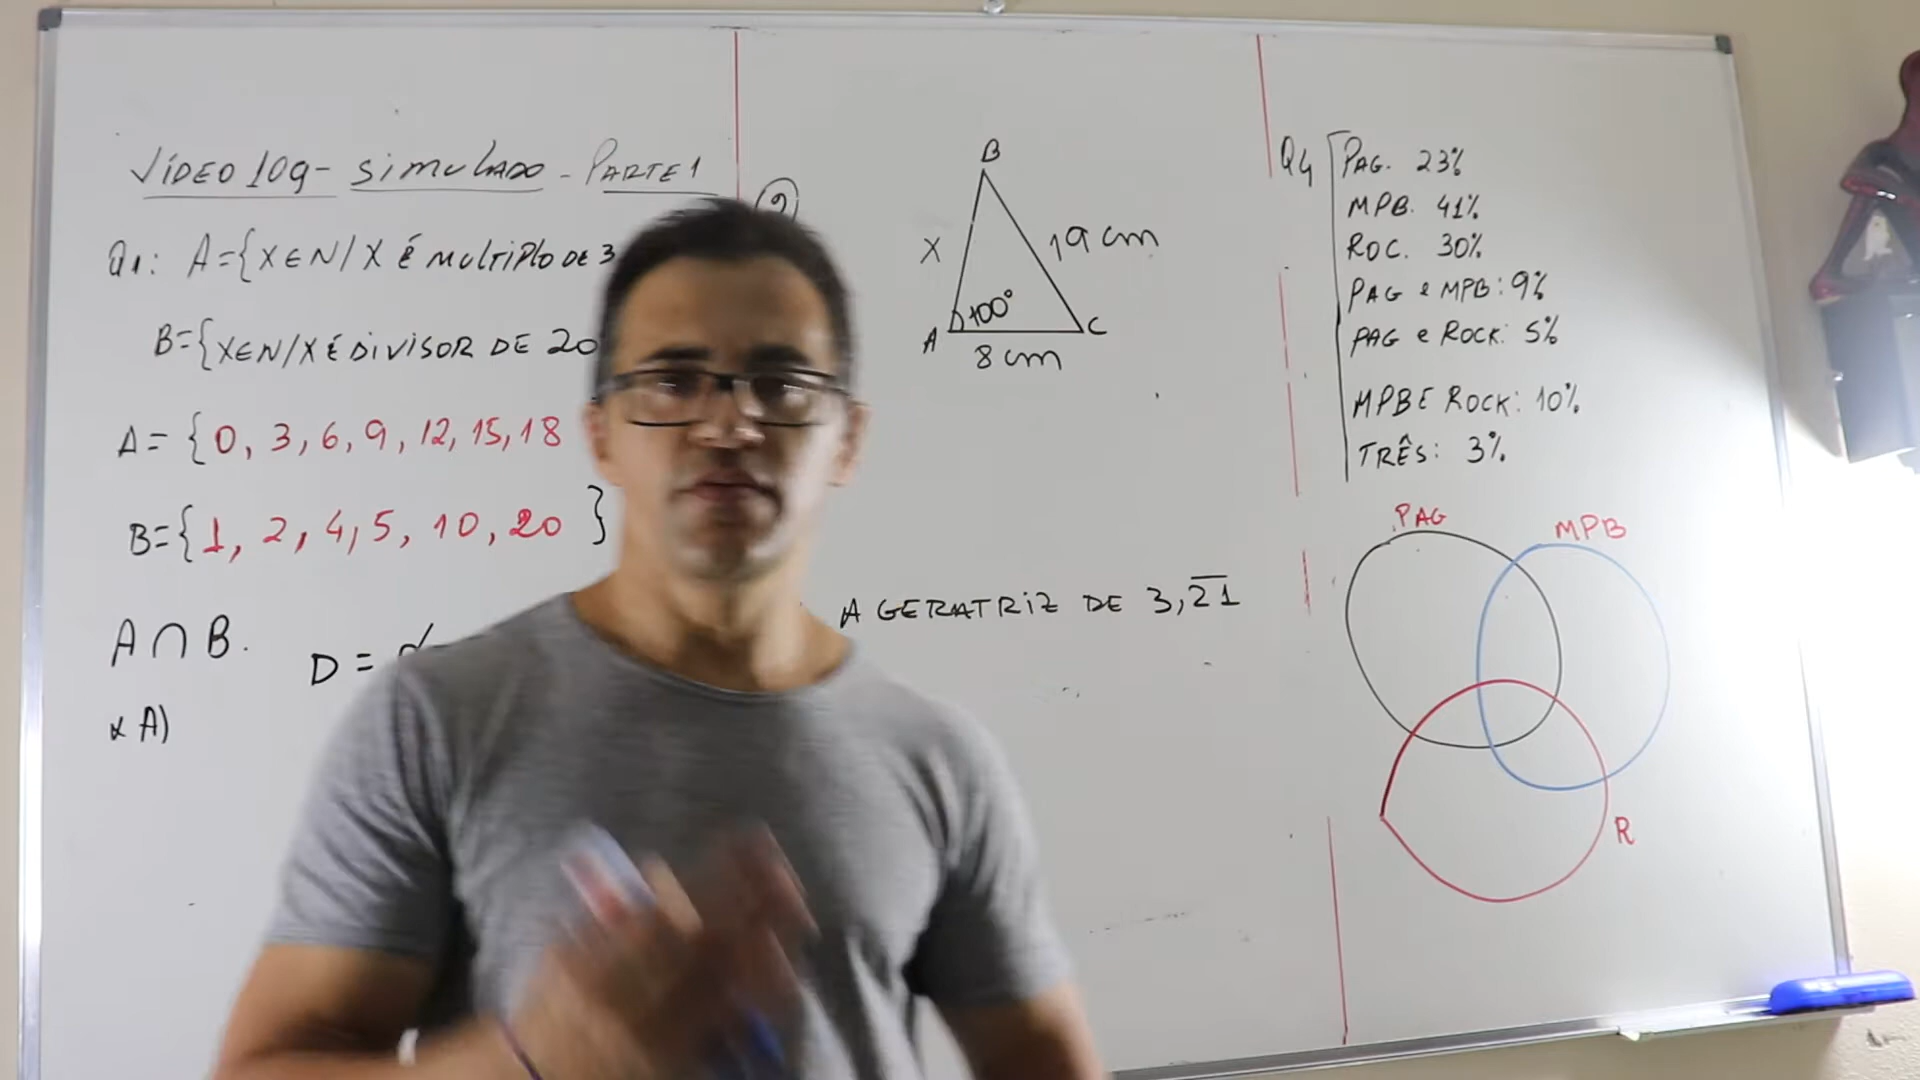 VÍDEO 109 - SIMULADO - PARTE 1
Q1: A={X∈N/X É MULTIPLO DE 3
B={X∈N/X É DIVISOR DE 20
A= {0, 3, 6, 9, 12, 15, 18
B={1, 2, 4, 5, 10, 20 }
A∩B.
D =
A)
B
X
19 cm
100°
A
C
8 cm
A GERATRIZ DE 3,2̅1̅
Q4
PAG. 23%
MPB. 41%
ROC. 30%
PAG e MPB: 9%
PAG e ROCK: 5%
MPB E ROCK: 10%
TRÊS: 3%
PAG
MPB
R